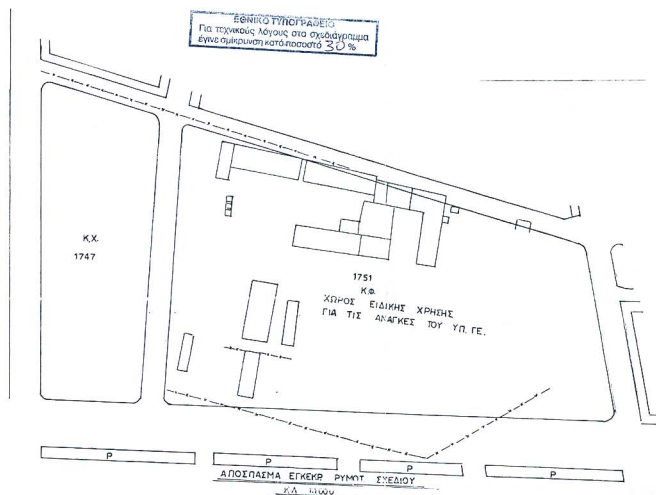 ΕΘΝΙΚΟ ΤΥΠΟΓΡΑΦΕΙΟ
Για τεχνικούς λόγους στο σχεδιάγραμμα
έγινε σμίκρυνση κατά ποσοστό 30 %
Κ.Χ.
1747
1751
Κ.Φ.
ΧΩΡΟΣ ΕΙΔΙΚΗΣ ΧΡΗΣΗΣ
ΓΙΑ ΤΙΣ ΑΝΑΓΚΕΣ ΤΟΥ ΥΠ. ΓΕ.
P
P
P
P
ΑΠΟΣΠΑΣΜΑ ΕΓΚΕΚΡ ΡΥΜΟΤ ΣΧΕΔΙΟΥ
ΚΛ